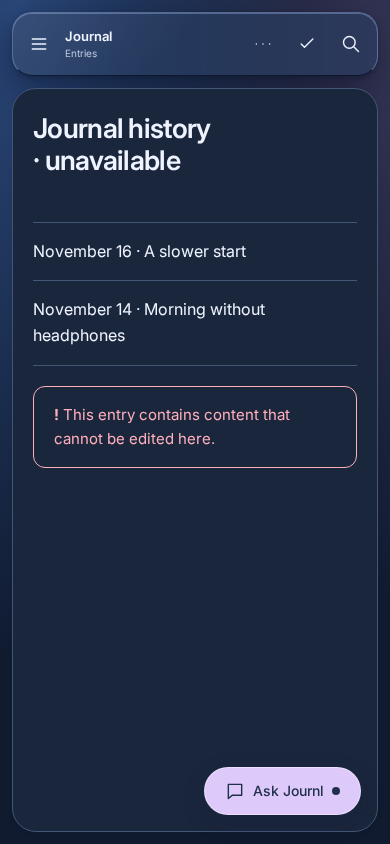 Journal
Entries
...
Journal history
· unavailable
November 16 · A slower start
November 14 · Morning without
headphones
! This entry contains content that
cannot be edited here.
Ask Journl